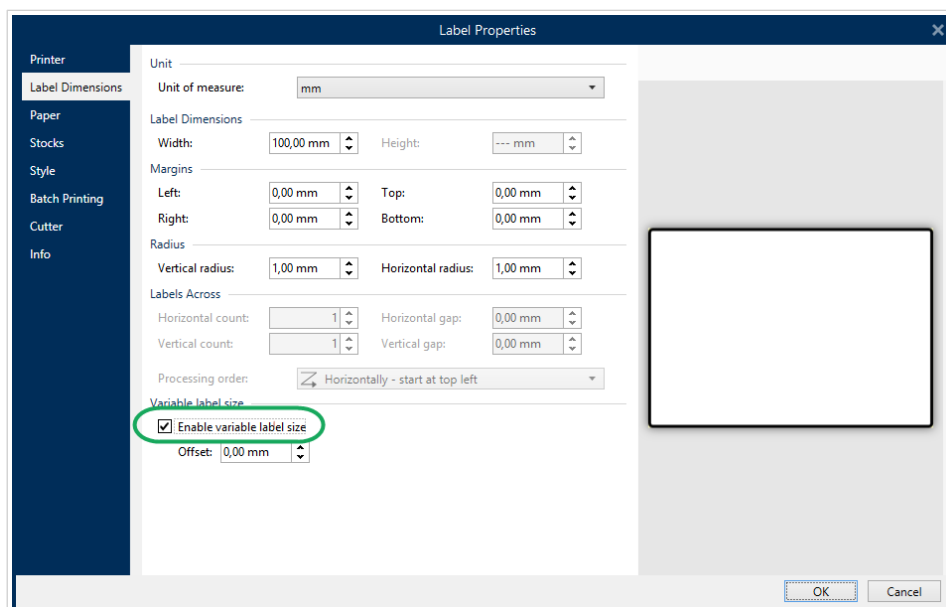 Label Properties
Printer
Label Dimensions
Paper
Stocks
Style
Batch Printing
Cutter
Info
Unit
Unit of measure: mm
Label Dimensions
Width: 100,00 mm Height: --- mm
Margins
Left: 0,00 mm Top: 0,00 mm
Right: 0,00 mm Bottom: 0,00 mm
Radius
Vertical radius: 1,00 mm Horizontal radius: 1,00 mm
Labels Across
Horizontal count: 1 Horizontal gap: 0,00 mm
Vertical count: 1 Vertical gap: 0,00 mm
Processing order: Horizontally - start at top left
Variable label size
Enable variable label size
Offset: 0,00 mm
OK Cancel